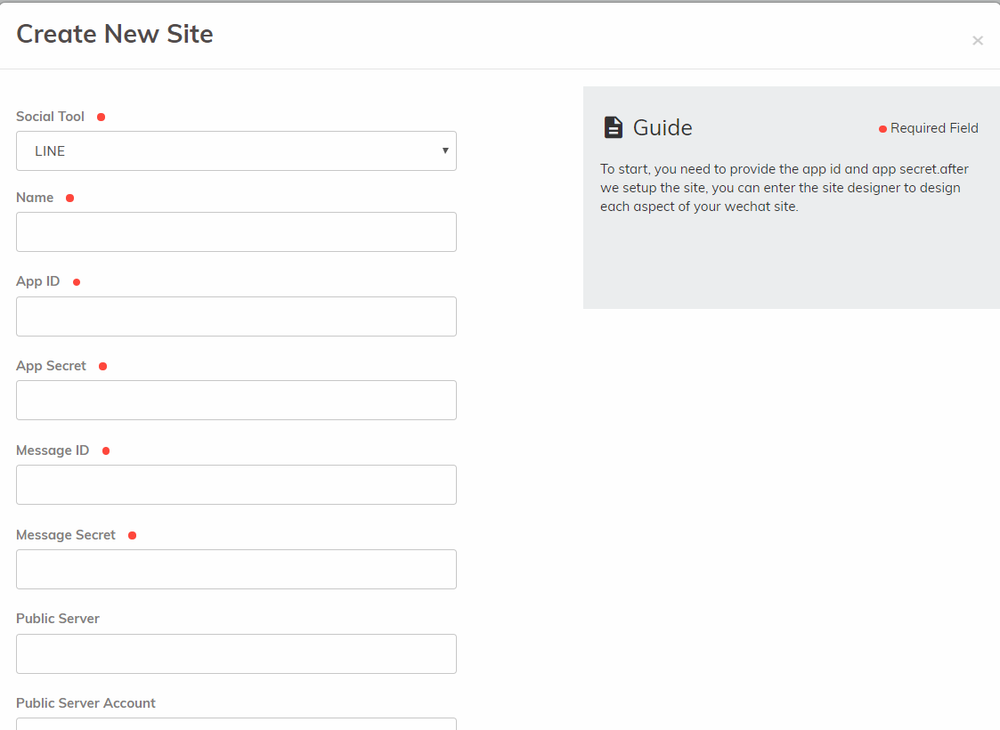 Create New Site
×
Social Tool
LINE
Name
App ID
App Secret
Message ID
Message Secret
Public Server
Public Server Account
Guide
Required Field
To start, you need to provide the app id and app secret.after
we setup the site, you can enter the site designer to design
each aspect of your wechat site.